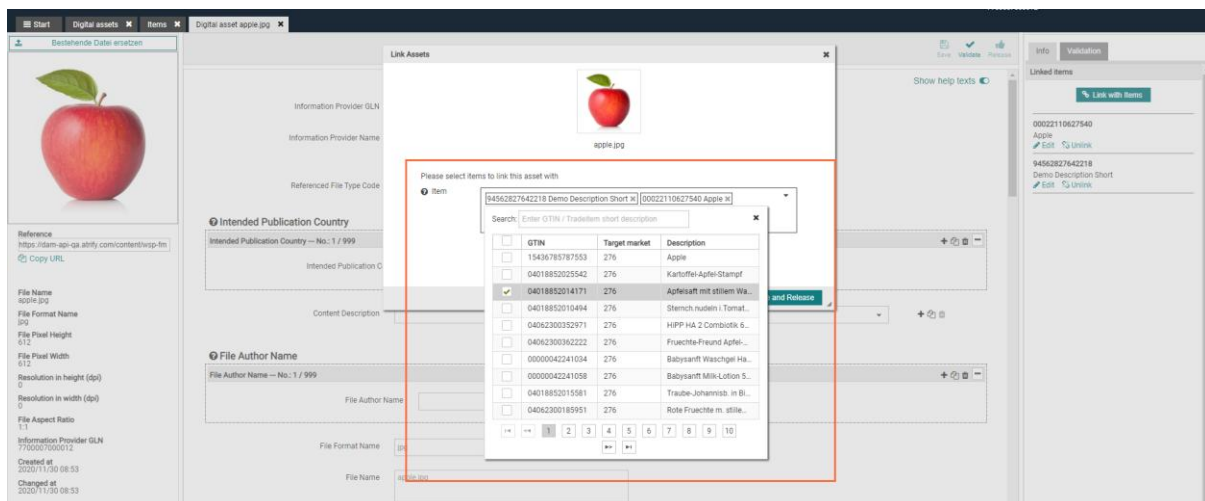 Start
Digital assets
Items
Digital asset apple.jpg
Bestehende Datei ersetzen
Reference
https://dam-api-qa.atrify.com/content/wsp-fm
Copy URL
File Name
apple.jpg
File Format Name
jpg
File Pixel Height
612
File Pixel Width
612
Resolution in height (dpi)
0
Resolution in width (dpi)
0
File Aspect Ratio
1:1
Information Provider GLN
7700007000012
Created at
2020/11/30 08:53
Changed at
2020/11/30 08:53
Save Validate Release
Show help texts
Information Provider GLN
Information Provider Name
Referenced File Type Code
Intended Publication Country
Intended Publication Country — No.: 1 / 999
Intended Publication C
Content Description
File Author Name
File Author Name — No.: 1 / 999
File Author Name
File Format Name
jpg
File Name
apple.jpg
Link Assets
apple.jpg
Please select items to link this asset with
Item
94562827642218 Demo Description Short
00022110627540 Apple
Search: Enter GTIN / Tradeitem short description
GTIN Target market Description
15436785787553 276 Apple
04018852025542 276 Kartoffel-Apfel-Stampf
04018852014171 276 Apfelsaft mit stillem Wa...
04018852010494 276 Sternch.nudeln i.Tomat...
04062300352971 276 HIPP HA 2 Combiotik 6...
04062300362222 276 Fruechte-Freund Apfel-...
00000042241034 276 Babysanft Waschgel Ha...
00000042241058 276 Babysanft Milk-Lotion 5...
04018852015581 276 Traube-Johannisb. in Bi...
04062300185951 276 Rote Fruechte m. stille...
1 2 3 4 5 6 7 8 9 10
and Release
Info
Validation
Linked items
Link with Items
00022110627540
Apple
Edit Unlink
94562827642218
Demo Description Short
Edit Unlink